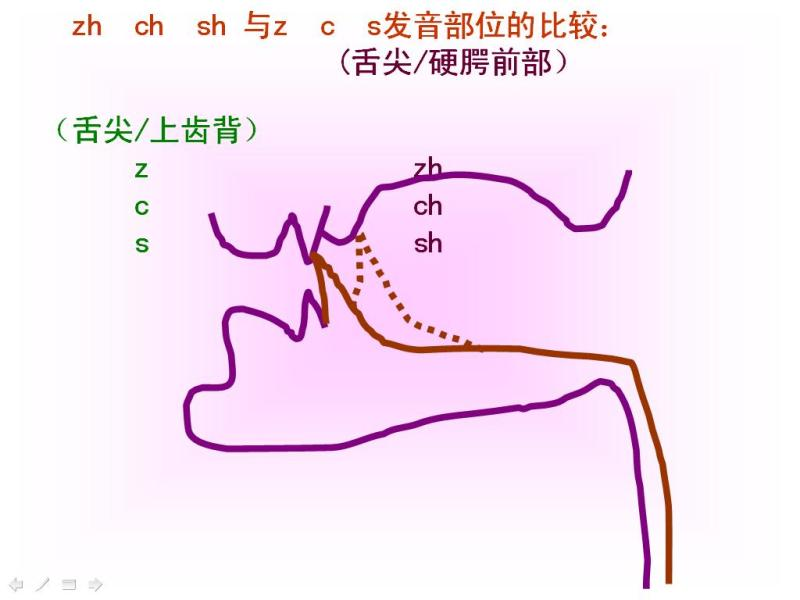 zh ch sh 与z c s发音部位的比较：
（舌尖/硬腭前部）
（舌尖/上齿背）
z zh
c ch
s sh